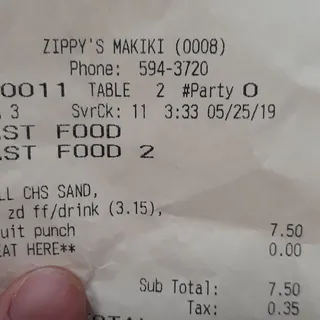 ZIPPY'S MAKIKI (0008)
Phone: 594-3720
0011 TABLE 2 #Party 0
3 SvrCk: 11 3:33 05/25/19
ST FOOD
AST FOOD 2
LL CHS SAND,
zd ff/drink (3.15),
uit punch 7.50
EAT HERE** 0.00
Sub Total: 7.50
Tax: 0.35